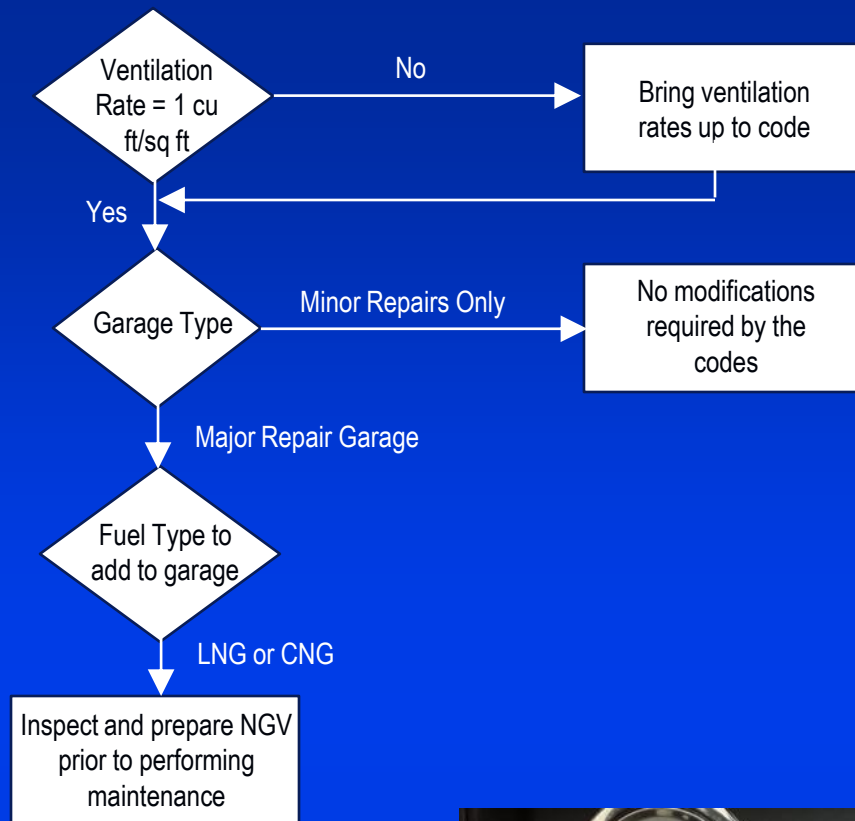 Ventilation
Rate = 1 cu
ft/sq ft
No
Bring ventilation
rates up to code
Yes
Garage Type
Minor Repairs Only
No modifications
required by the
codes
Major Repair Garage
Fuel Type to
add to garage
LNG or CNG
Inspect and prepare NGV
prior to performing
maintenance